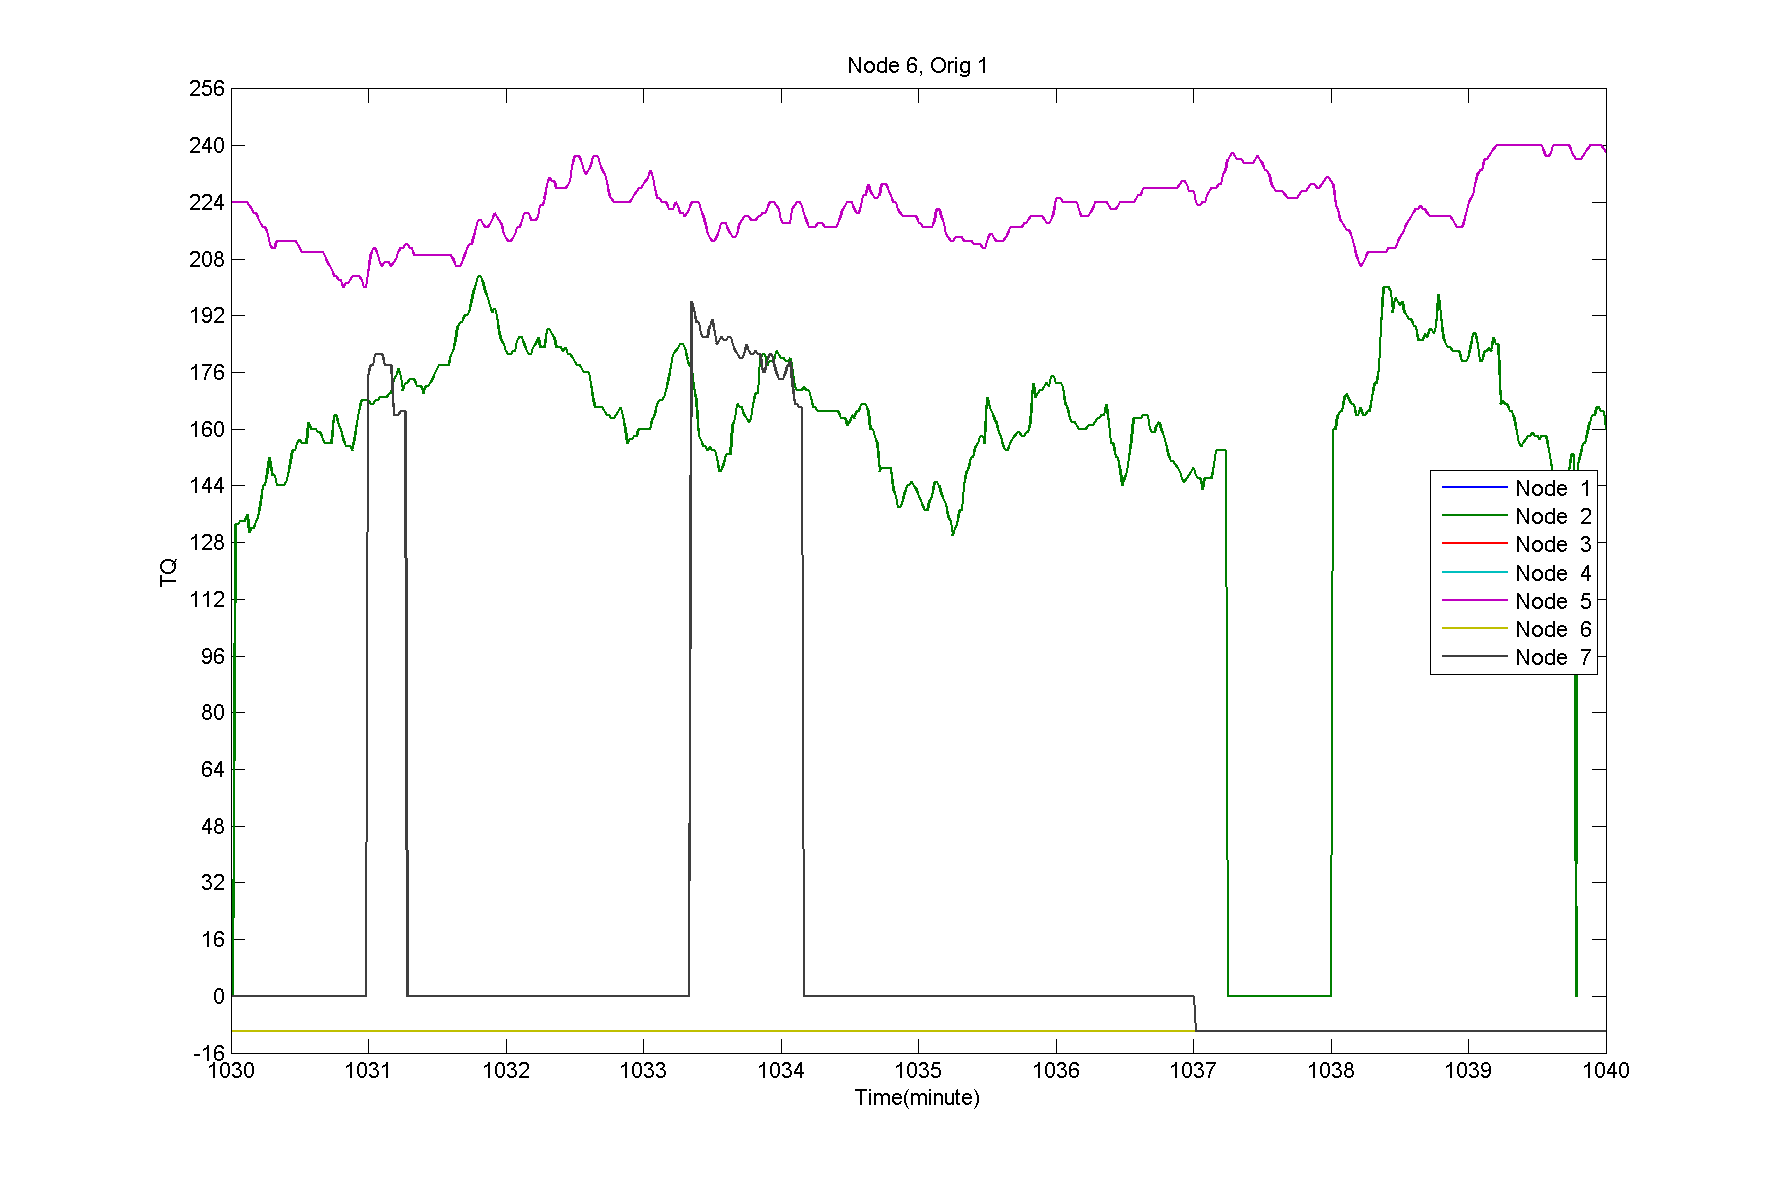 Node 6, Orig 1
256
240
224
208
192
176
160
144
128
112
96
80
64
48
32
16
0
-16
TQ
Node 1
Node 2
Node 3
Node 4
Node 5
Node 6
Node 7
1030 1031 1032 1033 1034 1035 1036 1037 1038 1039 1040
Time(minute)